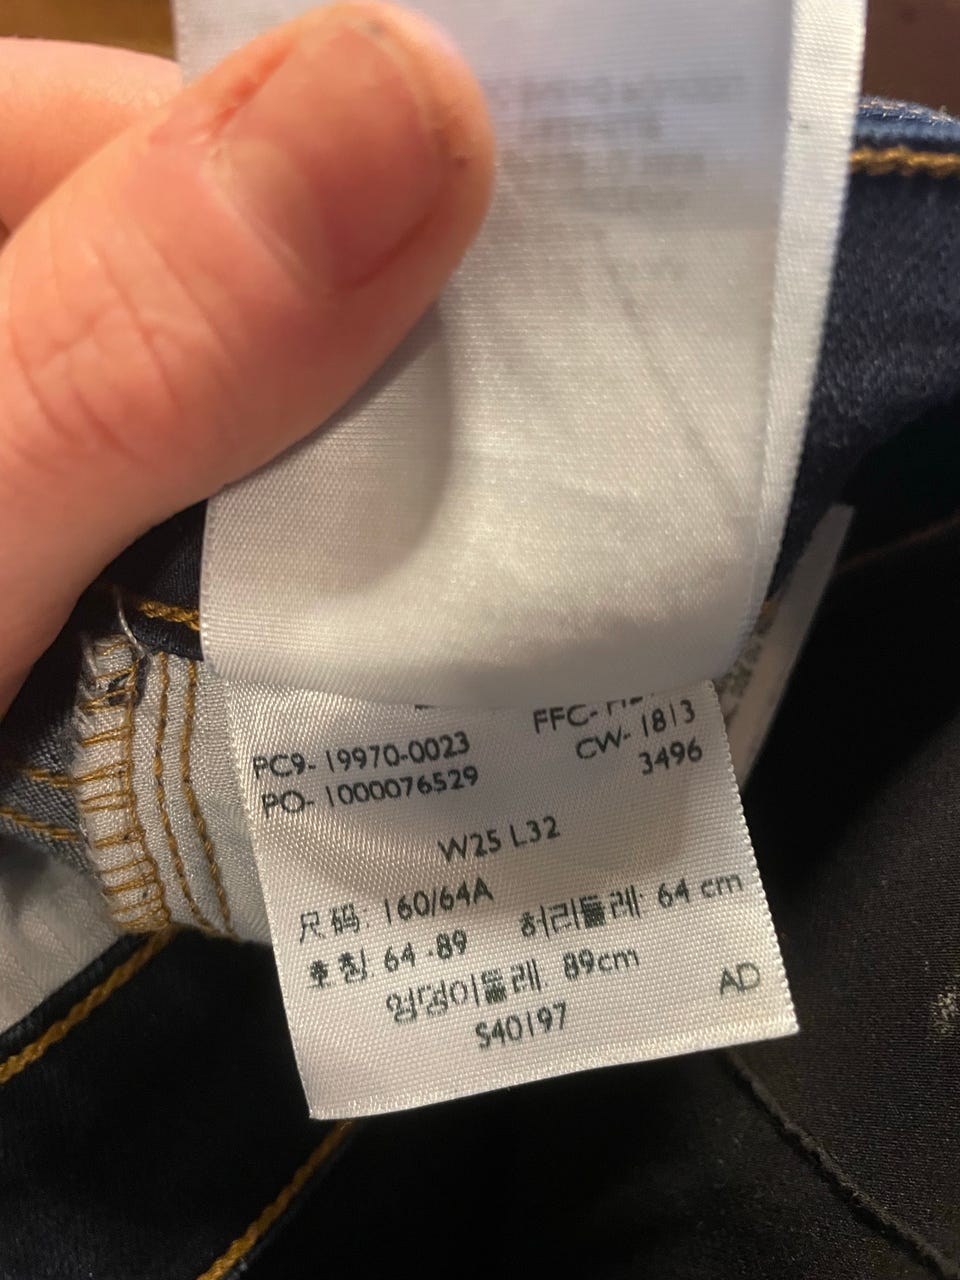 PC9- 19970-0023
PO- 1000076529
CW- 1813
3496
W25 L32
尺 码: 160/64A
호 칭 64 -89
허리둘레: 64 cm
엉덩이둘레: 89cm
AD
S40197